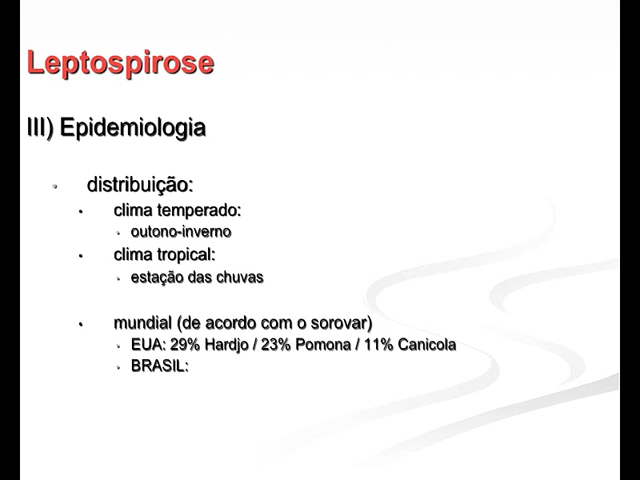 Leptospirose
III) Epidemiologia
• distribuição:
• clima temperado:
• outono-inverno
• clima tropical:
• estação das chuvas
• mundial (de acordo com o sorovar)
• EUA: 29% Hardjo / 23% Pomona / 11% Canicola
• BRASIL: